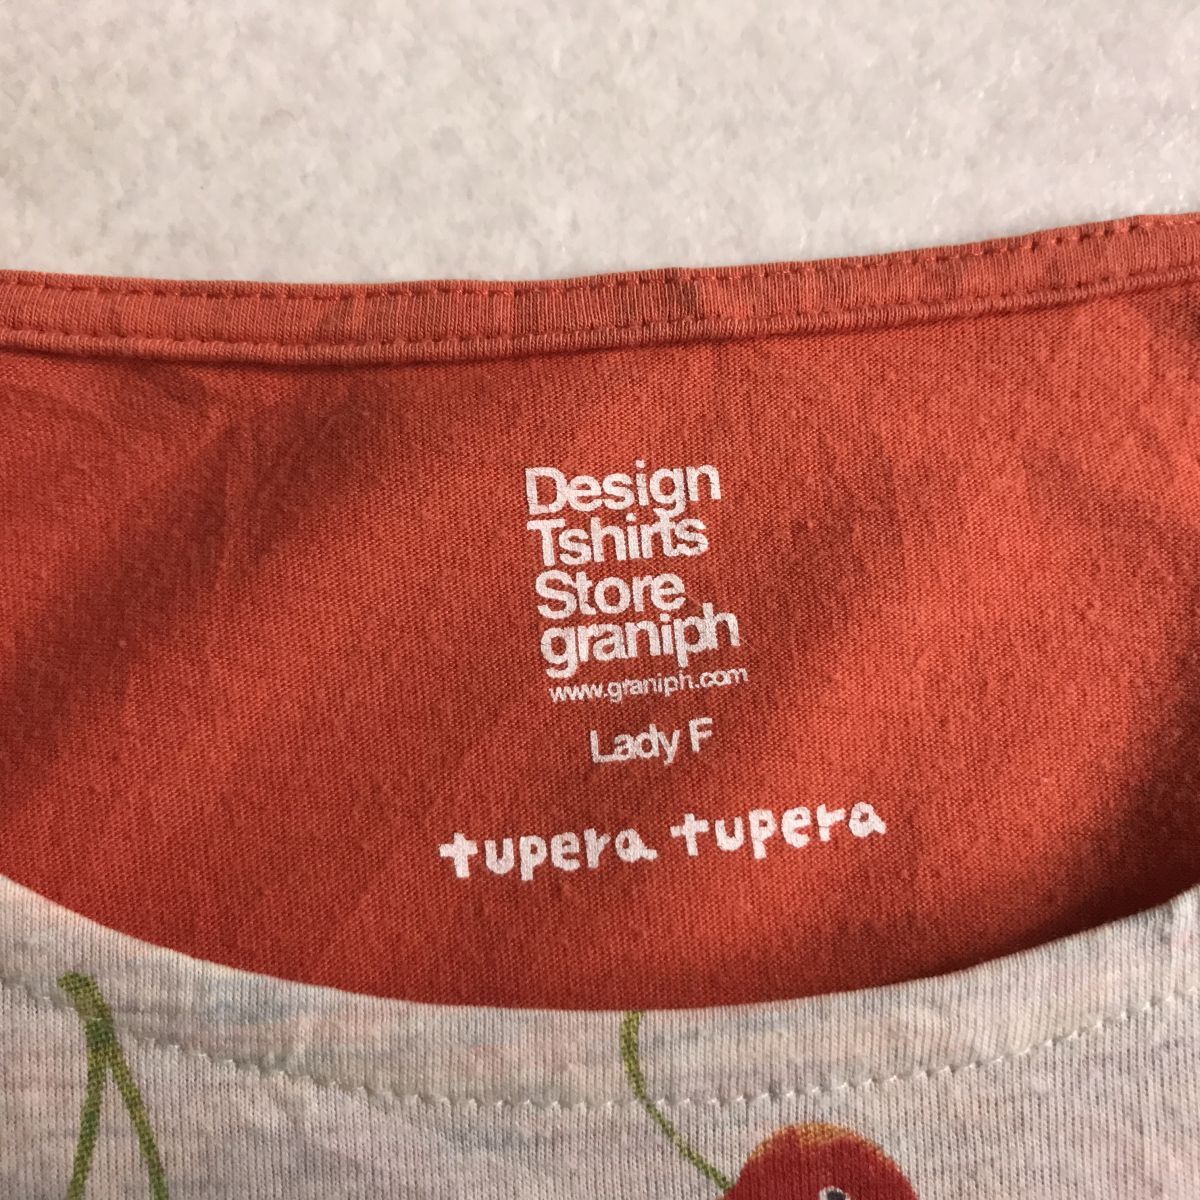 Design
Tshirts
Store
graniph
www.graniph.com
Lady F
tupera tupera